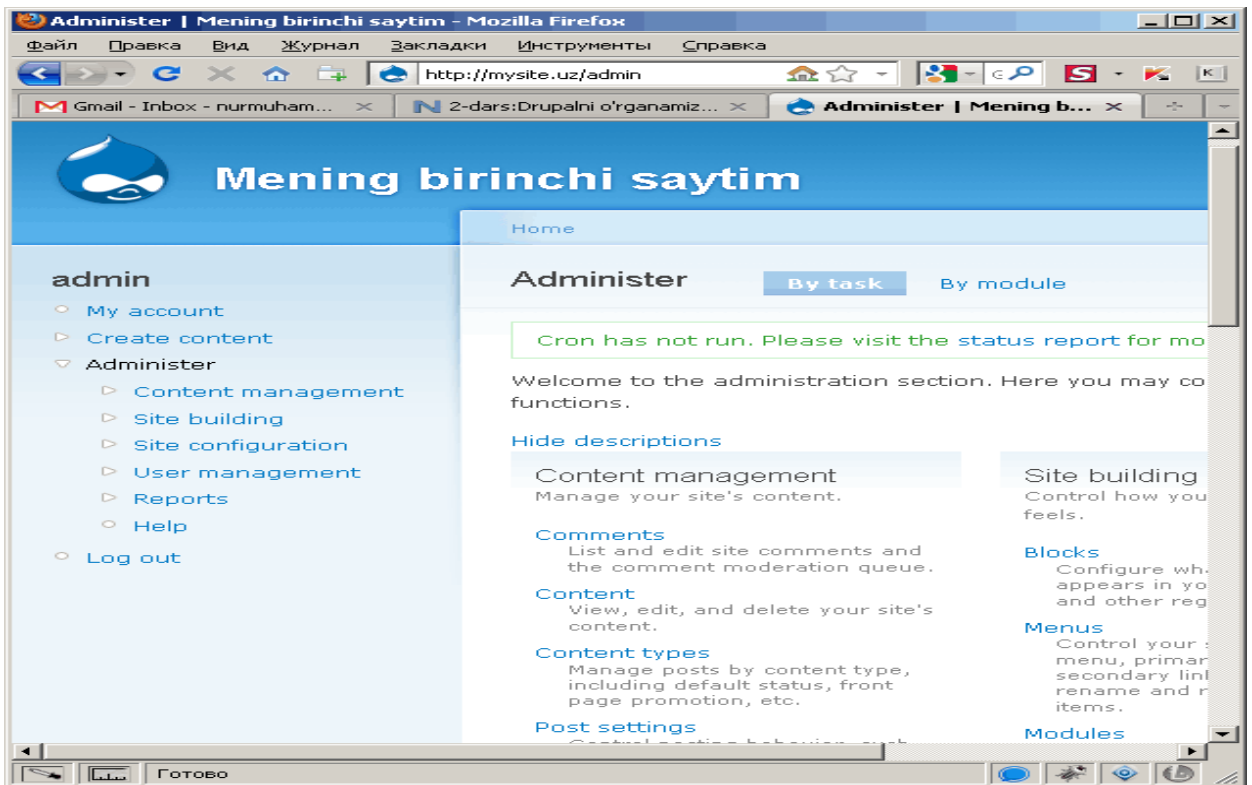 Administer | Mening birinchi saytim - Mozilla Firefox
Файл Правка Вид Журнал Закладки Инструменты Справка
http://mysite.uz/admin
Gmail - Inbox - nurmuham... 2-dars:Drupalni o'rganamiz... Administer | Mening b...
Mening birinchi saytim
Home
admin
My account
Create content
Administer
Content management
Site building
Site configuration
User management
Reports
Help
Log out
Administer By task By module
Cron has not run. Please visit the status report for mo
Welcome to the administration section. Here you may co
functions.
Hide descriptions
Content management
Manage your site's content.
Comments
List and edit site comments and
the comment moderation queue.
Content
View, edit, and delete your site's
content.
Content types
Manage posts by content type,
including default status, front
page promotion, etc.
Post settings
Site building
Control how you
feels.
Blocks
Configure wh
appears in yo
and other reg
Menus
Control your
menu, primar
secondary lin
rename and r
items.
Modules
Готово